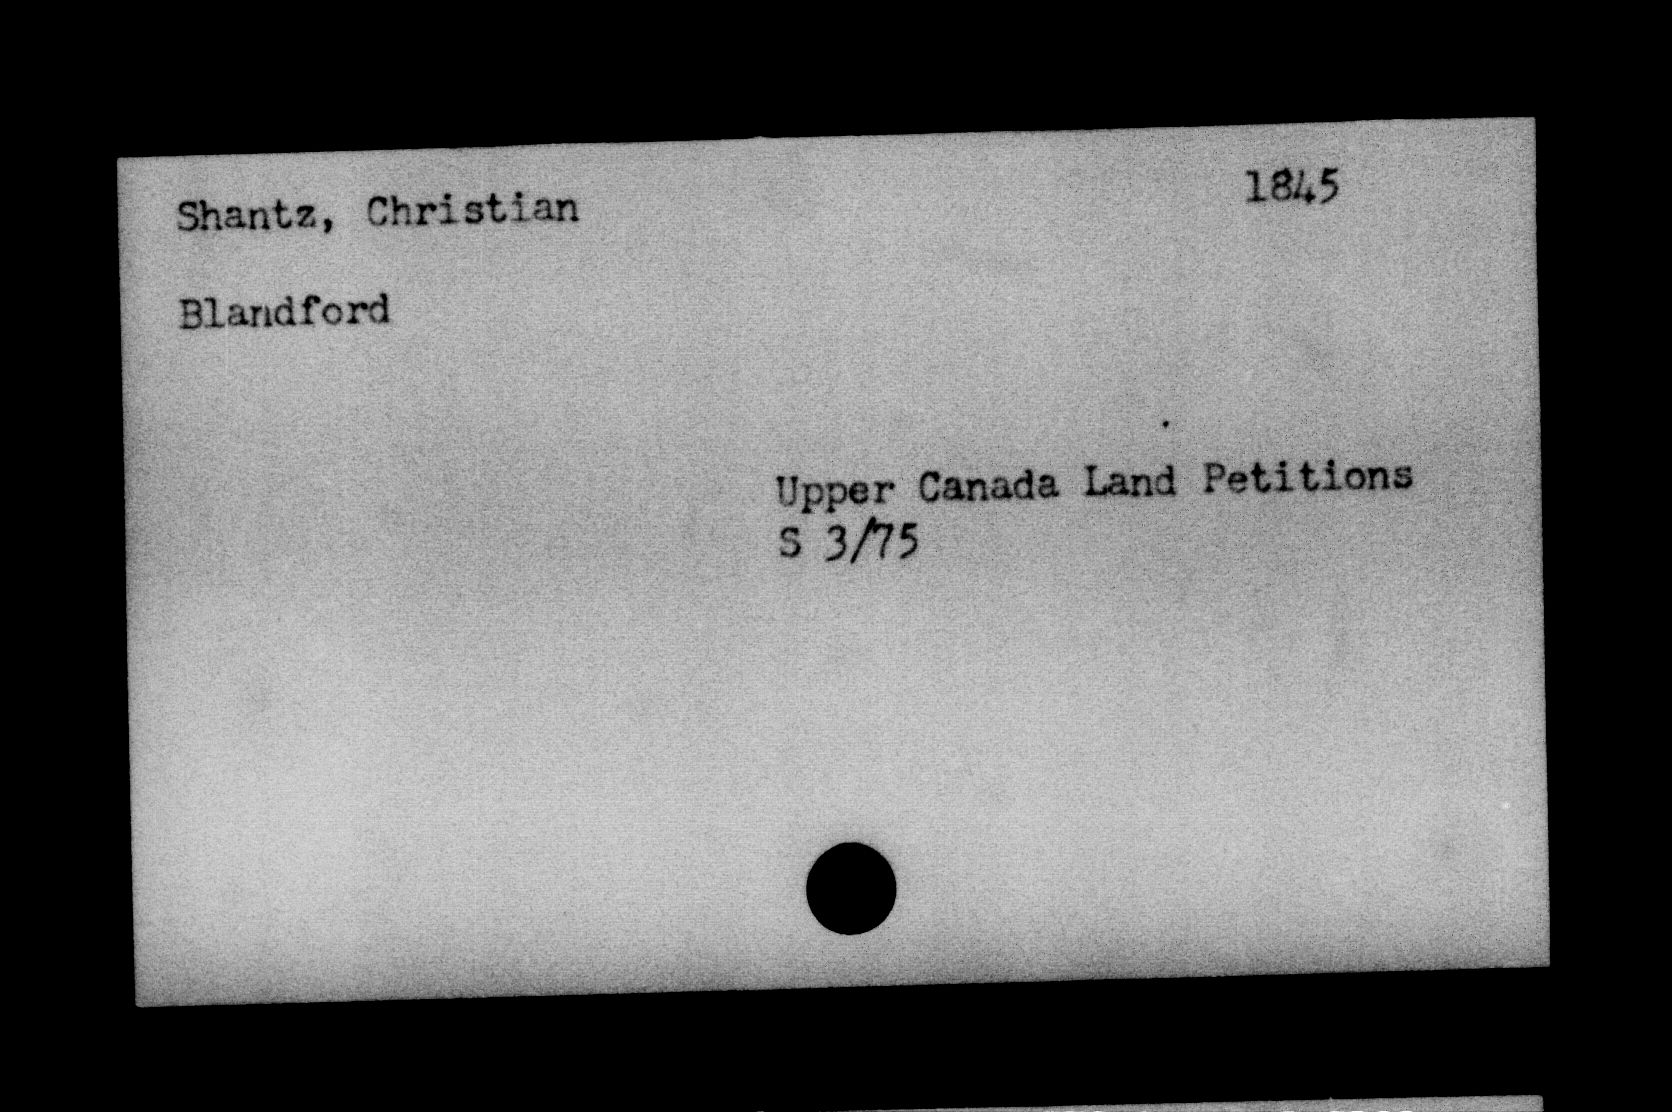 Shantz, Christian 1845
Blandford
Upper Canada Land Petitions
S 3/75